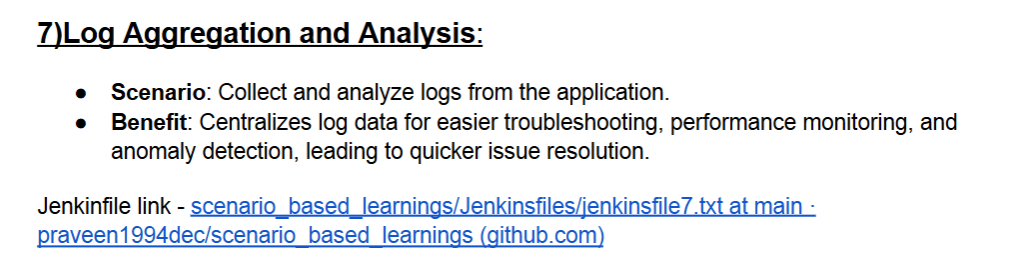 7)Log Aggregation and Analysis:
● Scenario: Collect and analyze logs from the application.
● Benefit: Centralizes log data for easier troubleshooting, performance monitoring, and
anomaly detection, leading to quicker issue resolution.
Jenkinfile link - scenario_based_learnings/Jenkinsfiles/jenkinsfile7.txt at main ·
praveen1994dec/scenario_based_learnings (github.com)